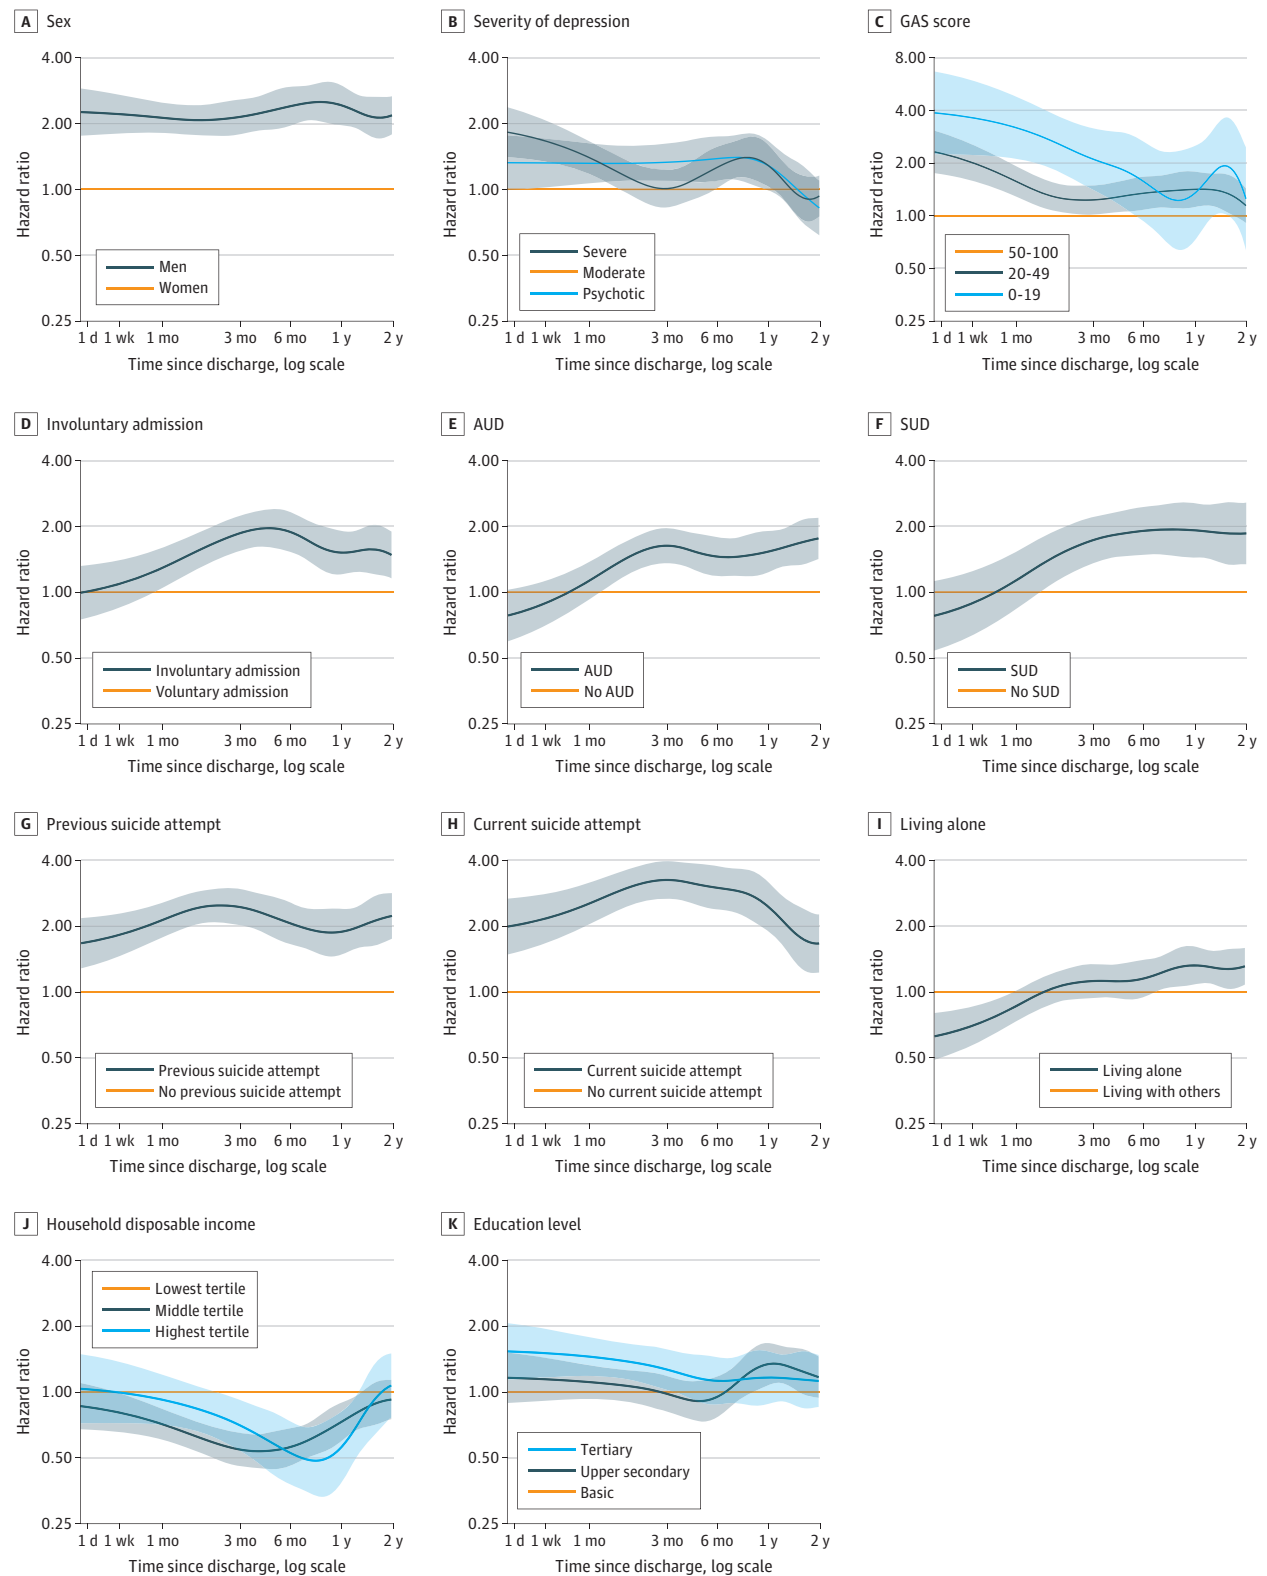 A Sex
4.00
2.00
1.00
0.50
0.25
Hazard ratio
Men
Women
1 d 1 wk 1 mo 3 mo 6 mo 1 y 2 y
Time since discharge, log scale
B Severity of depression
4.00
2.00
1.00
0.50
0.25
Hazard ratio
Severe
Moderate
Psychotic
1 d 1 wk 1 mo 3 mo 6 mo 1 y 2 y
Time since discharge, log scale
C GAS score
8.00
4.00
2.00
1.00
0.50
0.25
Hazard ratio
50-100
20-49
0-19
1 d 1 wk 1 mo 3 mo 6 mo 1 y 2 y
Time since discharge, log scale
D Involuntary admission
4.00
2.00
1.00
0.50
0.25
Hazard ratio
Involuntary admission
Voluntary admission
1 d 1 wk 1 mo 3 mo 6 mo 1 y 2 y
Time since discharge, log scale
E AUD
4.00
2.00
1.00
0.50
0.25
Hazard ratio
AUD
No AUD
1 d 1 wk 1 mo 3 mo 6 mo 1 y 2 y
Time since discharge, log scale
F SUD
4.00
2.00
1.00
0.50
0.25
Hazard ratio
SUD
No SUD
1 d 1 wk 1 mo 3 mo 6 mo 1 y 2 y
Time since discharge, log scale
G Previous suicide attempt
4.00
2.00
1.00
0.50
0.25
Hazard ratio
Previous suicide attempt
No previous suicide attempt
1 d 1 wk 1 mo 3 mo 6 mo 1 y 2 y
Time since discharge, log scale
H Current suicide attempt
4.00
2.00
1.00
0.50
0.25
Hazard ratio
Current suicide attempt
No current suicide attempt
1 d 1 wk 1 mo 3 mo 6 mo 1 y 2 y
Time since discharge, log scale
I Living alone
4.00
2.00
1.00
0.50
0.25
Hazard ratio
Living alone
Living with others
1 d 1 wk 1 mo 3 mo 6 mo 1 y 2 y
Time since discharge, log scale
J Household disposable income
4.00
2.00
1.00
0.50
0.25
Hazard ratio
Lowest tertile
Middle tertile
Highest tertile
1 d 1 wk 1 mo 3 mo 6 mo 1 y 2 y
Time since discharge, log scale
K Education level
4.00
2.00
1.00
0.50
0.25
Hazard ratio
Tertiary
Upper secondary
Basic
1 d 1 wk 1 mo 3 mo 6 mo 1 y 2 y
Time since discharge, log scale